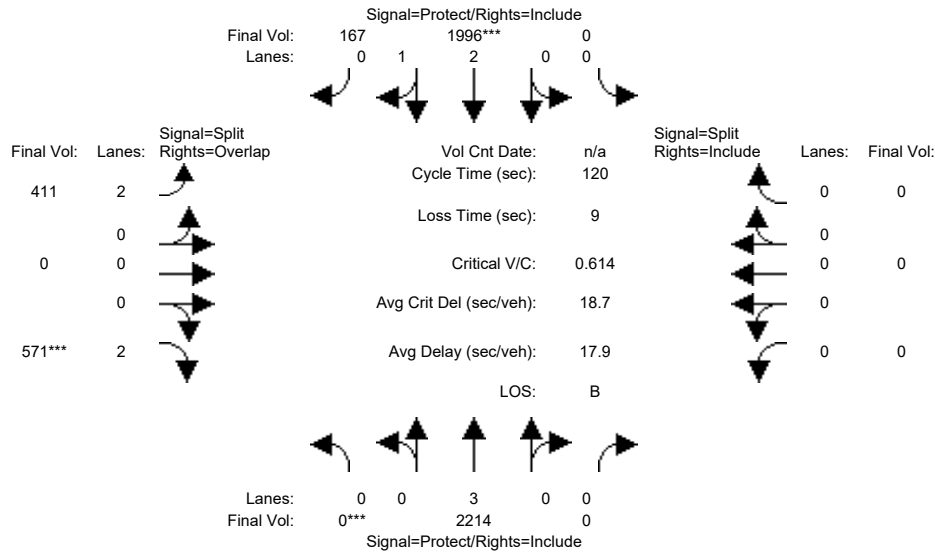 Signal=Protect/Rights=Include
Final Vol: 167 1996*** 0
Lanes: 0 1 2 0 0
Signal=Split Signal=Split
Final Vol: Lanes: Rights=Overlap Vol Cnt Date: n/a Rights=Include Lanes: Final Vol:
Cycle Time (sec): 120
411 2 0 0
Loss Time (sec): 9
0 0
0 0 Critical V/C: 0.614 0 0
0 Avg Crit Del (sec/veh): 18.7 0
571*** 2 Avg Delay (sec/veh): 17.9 0 0
LOS: B
Lanes: 0 0 3 0 0
Final Vol: 0*** 2214 0
Signal=Protect/Rights=Include